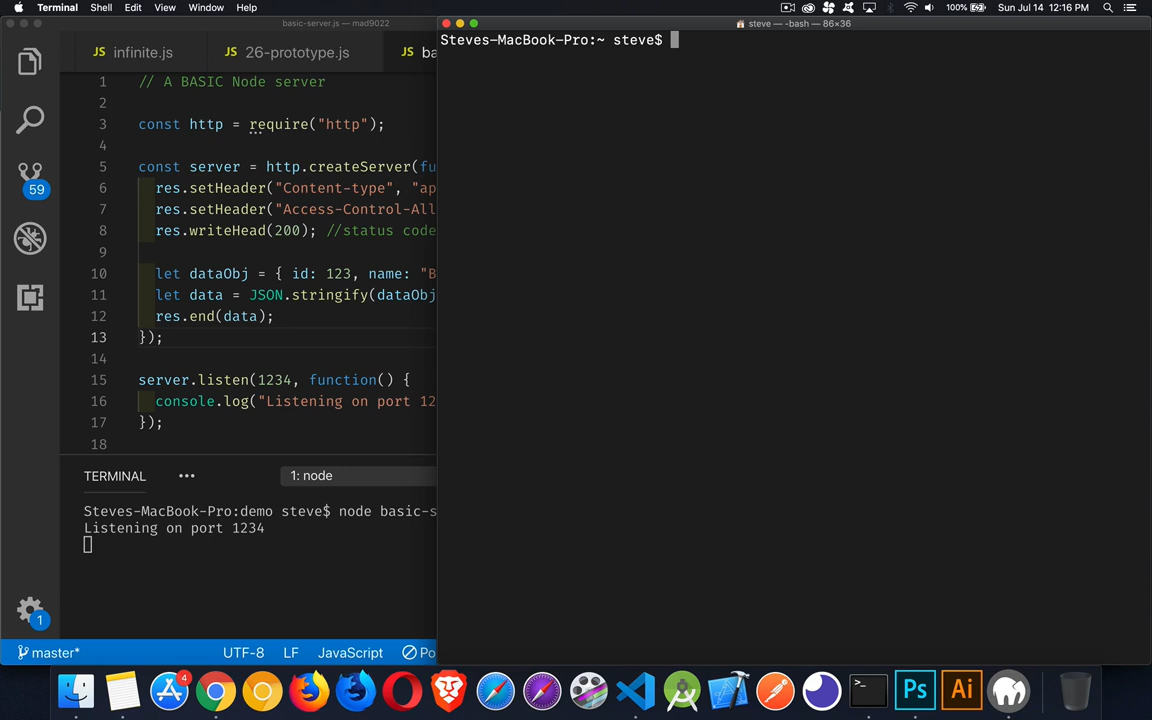 Terminal Shell Edit View Window Help 100% Sun Jul 14 12:16 PM
basic-server.js — mad9022
steve — -bash — 86×36
JS infinite.js JS 26-prototype.js JS ba
Steves-MacBook-Pro:~ steve$
1 // A BASIC Node server
2
3 const http = require("http");
4
5 const server = http.createServer(fu
6 res.setHeader("Content-type", "ap
7 res.setHeader("Access-Control-All
8 res.writeHead(200); //status code
9
10 let dataObj = { id: 123, name: "B
11 let data = JSON.stringify(dataObj
12 res.end(data);
13 });
14
15 server.listen(1234, function() {
16 console.log("Listening on port 12
17 });
18
59
TERMINAL ••• 1: node
Steves-MacBook-Pro:demo steve$ node basic-s
Listening on port 1234
1
master* UTF-8 LF JavaScript Po
4
>_
Ps
Ai